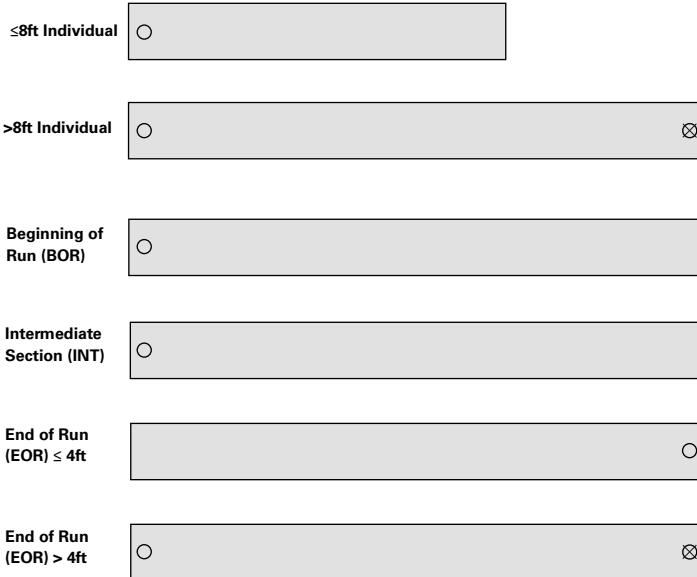 ≤8ft Individual
>8ft Individual
Beginning of
Run (BOR)
Intermediate
Section (INT)
End of Run
(EOR) ≤ 4ft
End of Run
(EOR) > 4ft